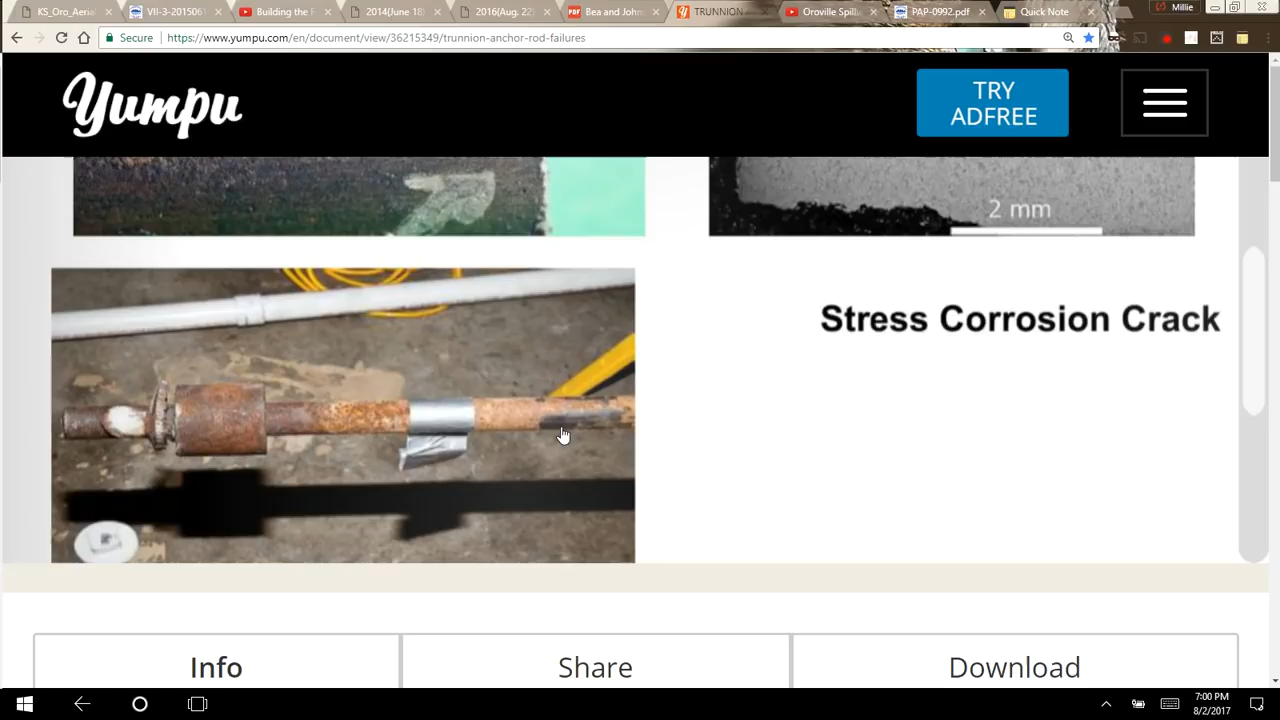 KS_Oro_Aeria
VII-3-2015061
Building the F
2014(June 18)
2016(Aug. 22
Bea and John
TRUNNION
Oroville Spill
PAP-0992.pdf
Quick Note
Millie
Secure
https://www.yumpu.com/en/document/view/36215349/trunnion-anchor-rod-failures
Yumpu
TRY
ADFREE
2 mm
Stress Corrosion Crack
Info
Share
Download
7:00 PM
8/2/2017